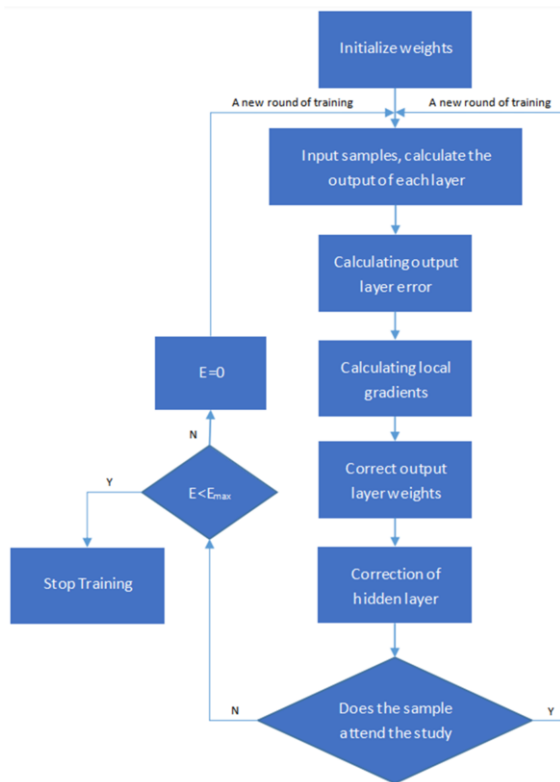 Initialize weights
A new round of training
A new round of training
Input samples, calculate the
output of each layer
Calculating output
layer error
Calculating local
gradients
E=0
N
Correct output
layer weights
Y
E<Emax
Stop Training
Correction of
hidden layer
N
Does the sample
attend the study
Y